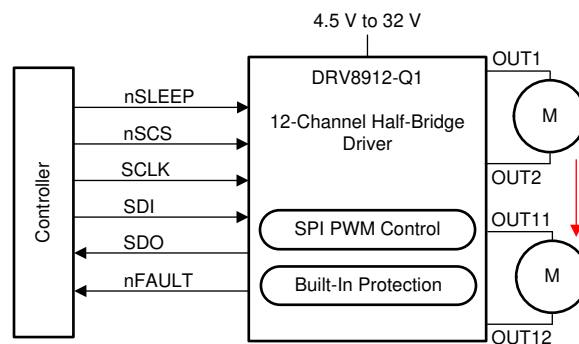 4.5 V to 32 V
DRV8912-Q1
12-Channel Half-Bridge
Driver
SPI PWM Control
Built-In Protection
Controller
nSLEEP
nSCS
SCLK
SDI
SDO
nFAULT
OUT1
M
OUT2
OUT11
M
OUT12